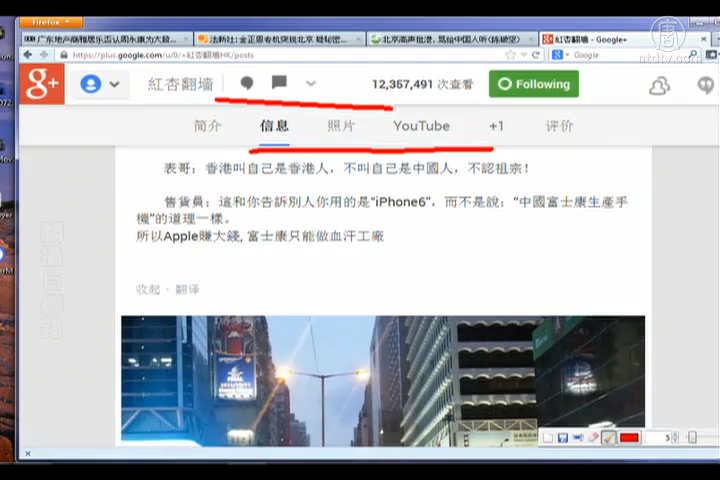 Firefox
广东地产商雅居乐否认周永康为大股...
法新社: 金正恩专机突抵北京 疑秘密...
北京高声批港, 骂给中国人听(陈破空)
紅杏翻墙 - Google+
https://plus.google.com/u/0/+紅杏翻墙HK/posts
Google
新唐人
ntdtv.com
g+
紅杏翻墙
12,357,491 次查看
Following
简介
信息
照片
YouTube
+1
评价
表哥：香港叫自己是香港人，不叫自己是中國人，不認祖宗！
售貨員：這和你告訴別人你用的是“iPhone6”，而不是說：“中國富士康生產手
機”的道理一樣。
所以Apple賺大錢, 富士康只能做血汗工廠
收起 · 翻译
5